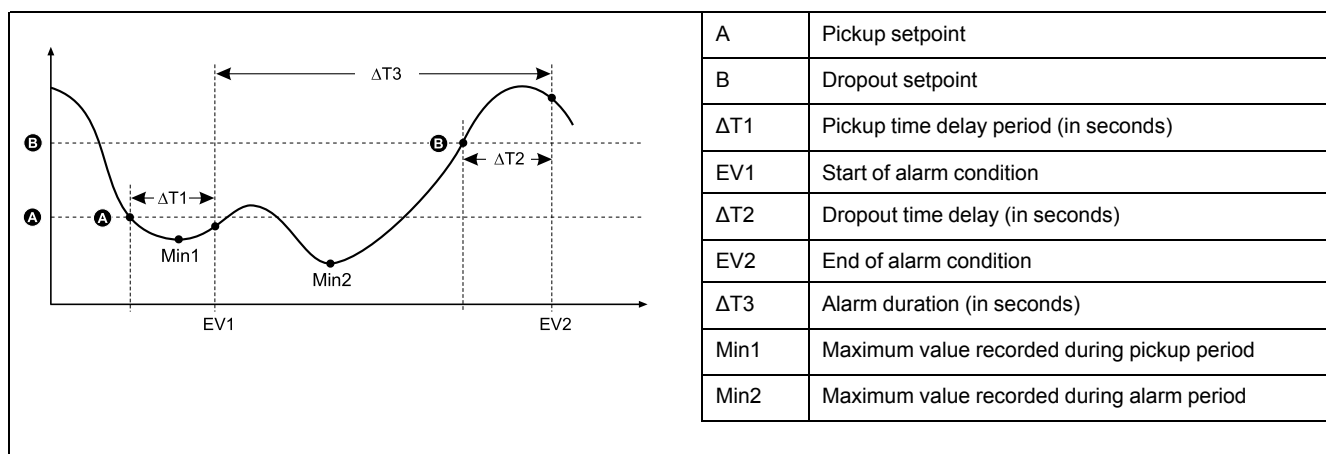 ΔT3
B
B
ΔT2
ΔT1
A
A
Min1
Min2
EV1
EV2
A Pickup setpoint
B Dropout setpoint
ΔT1 Pickup time delay period (in seconds)
EV1 Start of alarm condition
ΔT2 Dropout time delay (in seconds)
EV2 End of alarm condition
ΔT3 Alarm duration (in seconds)
Min1 Maximum value recorded during pickup period
Min2 Maximum value recorded during alarm period